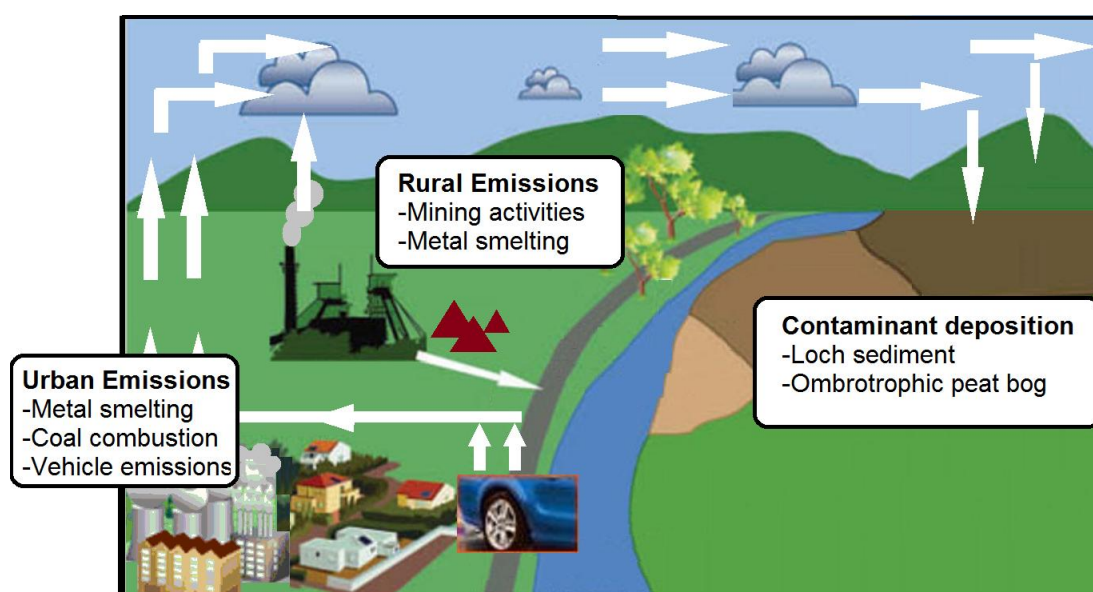 Rural Emissions
-Mining activities
-Metal smelting
Contaminant deposition
-Loch sediment
-Ombrotrophic peat bog
Urban Emissions
-Metal smelting
-Coal combustion
-Vehicle emissions